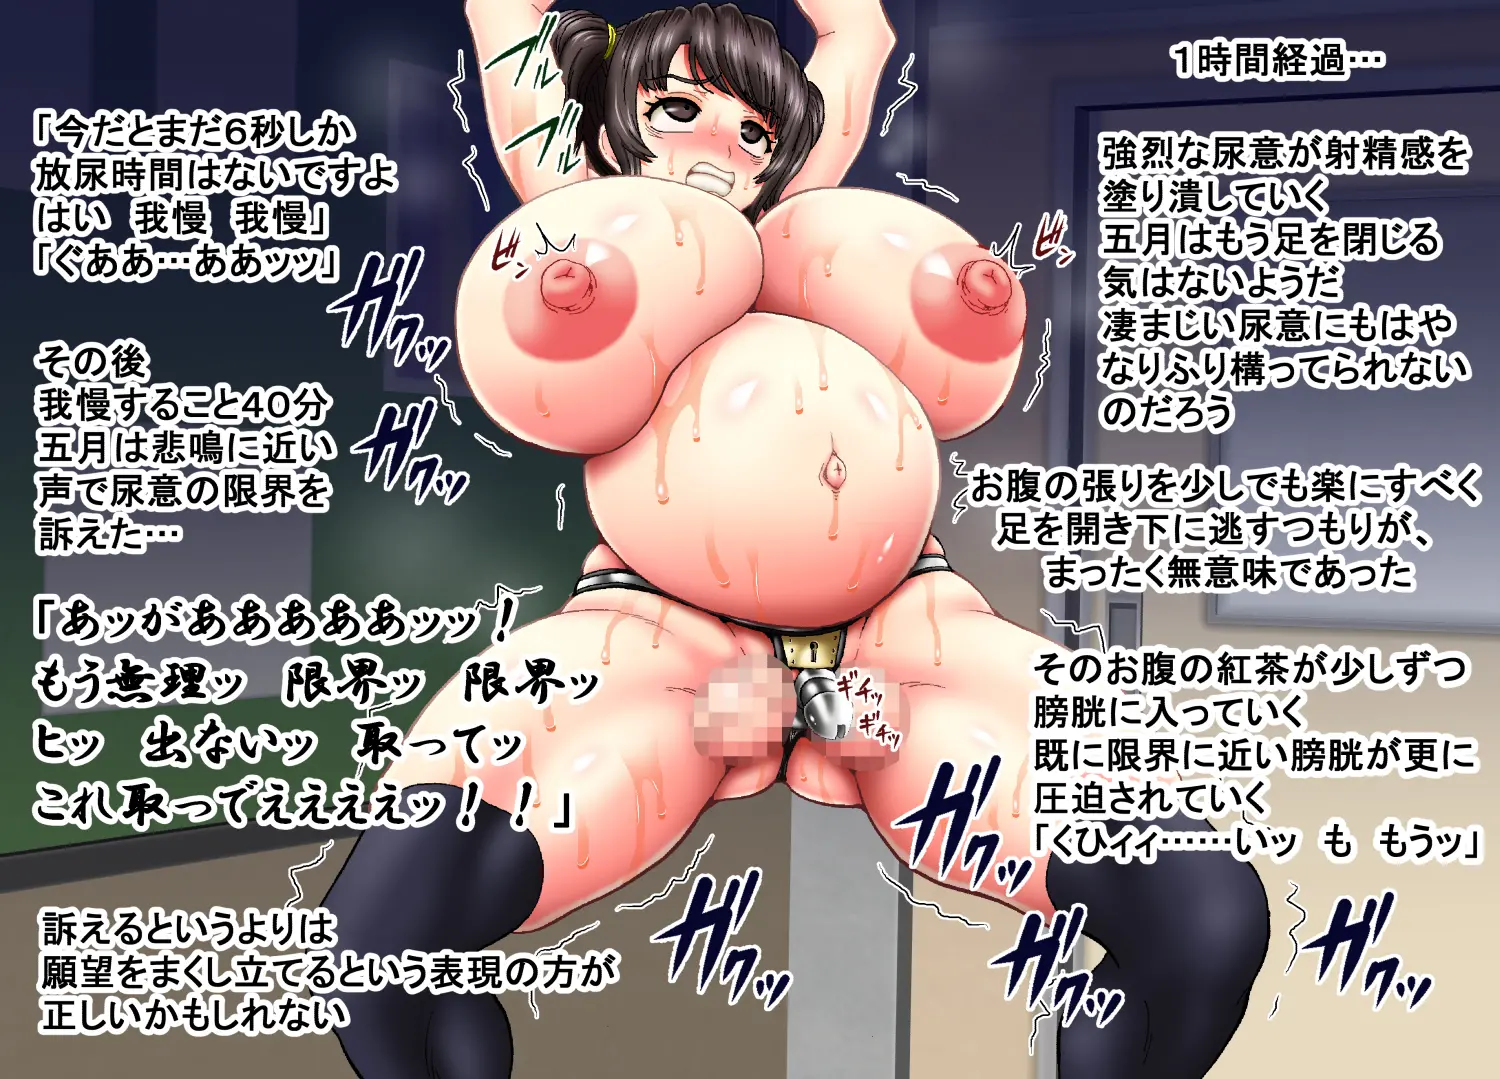 1時間経過…
強烈な尿意が射精感を
塗り潰していく
五月はもう足を閉じる
気はないようだ
凄まじい尿意にもはや
なりふり構ってられない
のだろう
お腹の張りを少しでも楽にすべく
足を開き下に逃すつもりが、
まったく無意味であった
そのお腹の紅茶が少しずつ
膀胱に入っていく
既に限界に近い膀胱が更に
圧迫されていく
「くひィィ……いッ も もうッ」
「今だとまだ6秒しか
放尿時間はないですよ
はい 我慢 我慢」
「ぐああ…ああッッ」
その後
我慢すること40分
五月は悲鳴に近い
声で尿意の限界を
訴えた…
「あッがああああああッッ!
もう無理ッ 限界ッ 限界ッ
ヒッ 出ないッ 取ってッ
これ取ってえええええッ!!」
訴えるというよりは
願望をまくし立てるという表現の方が
正しいかもしれない
ブル
ブル
ビン
ビン
ガクッ
ガクッ
ギチッ
ギチッ
ガクッ
ガクッ
ガクッ
ガクッ